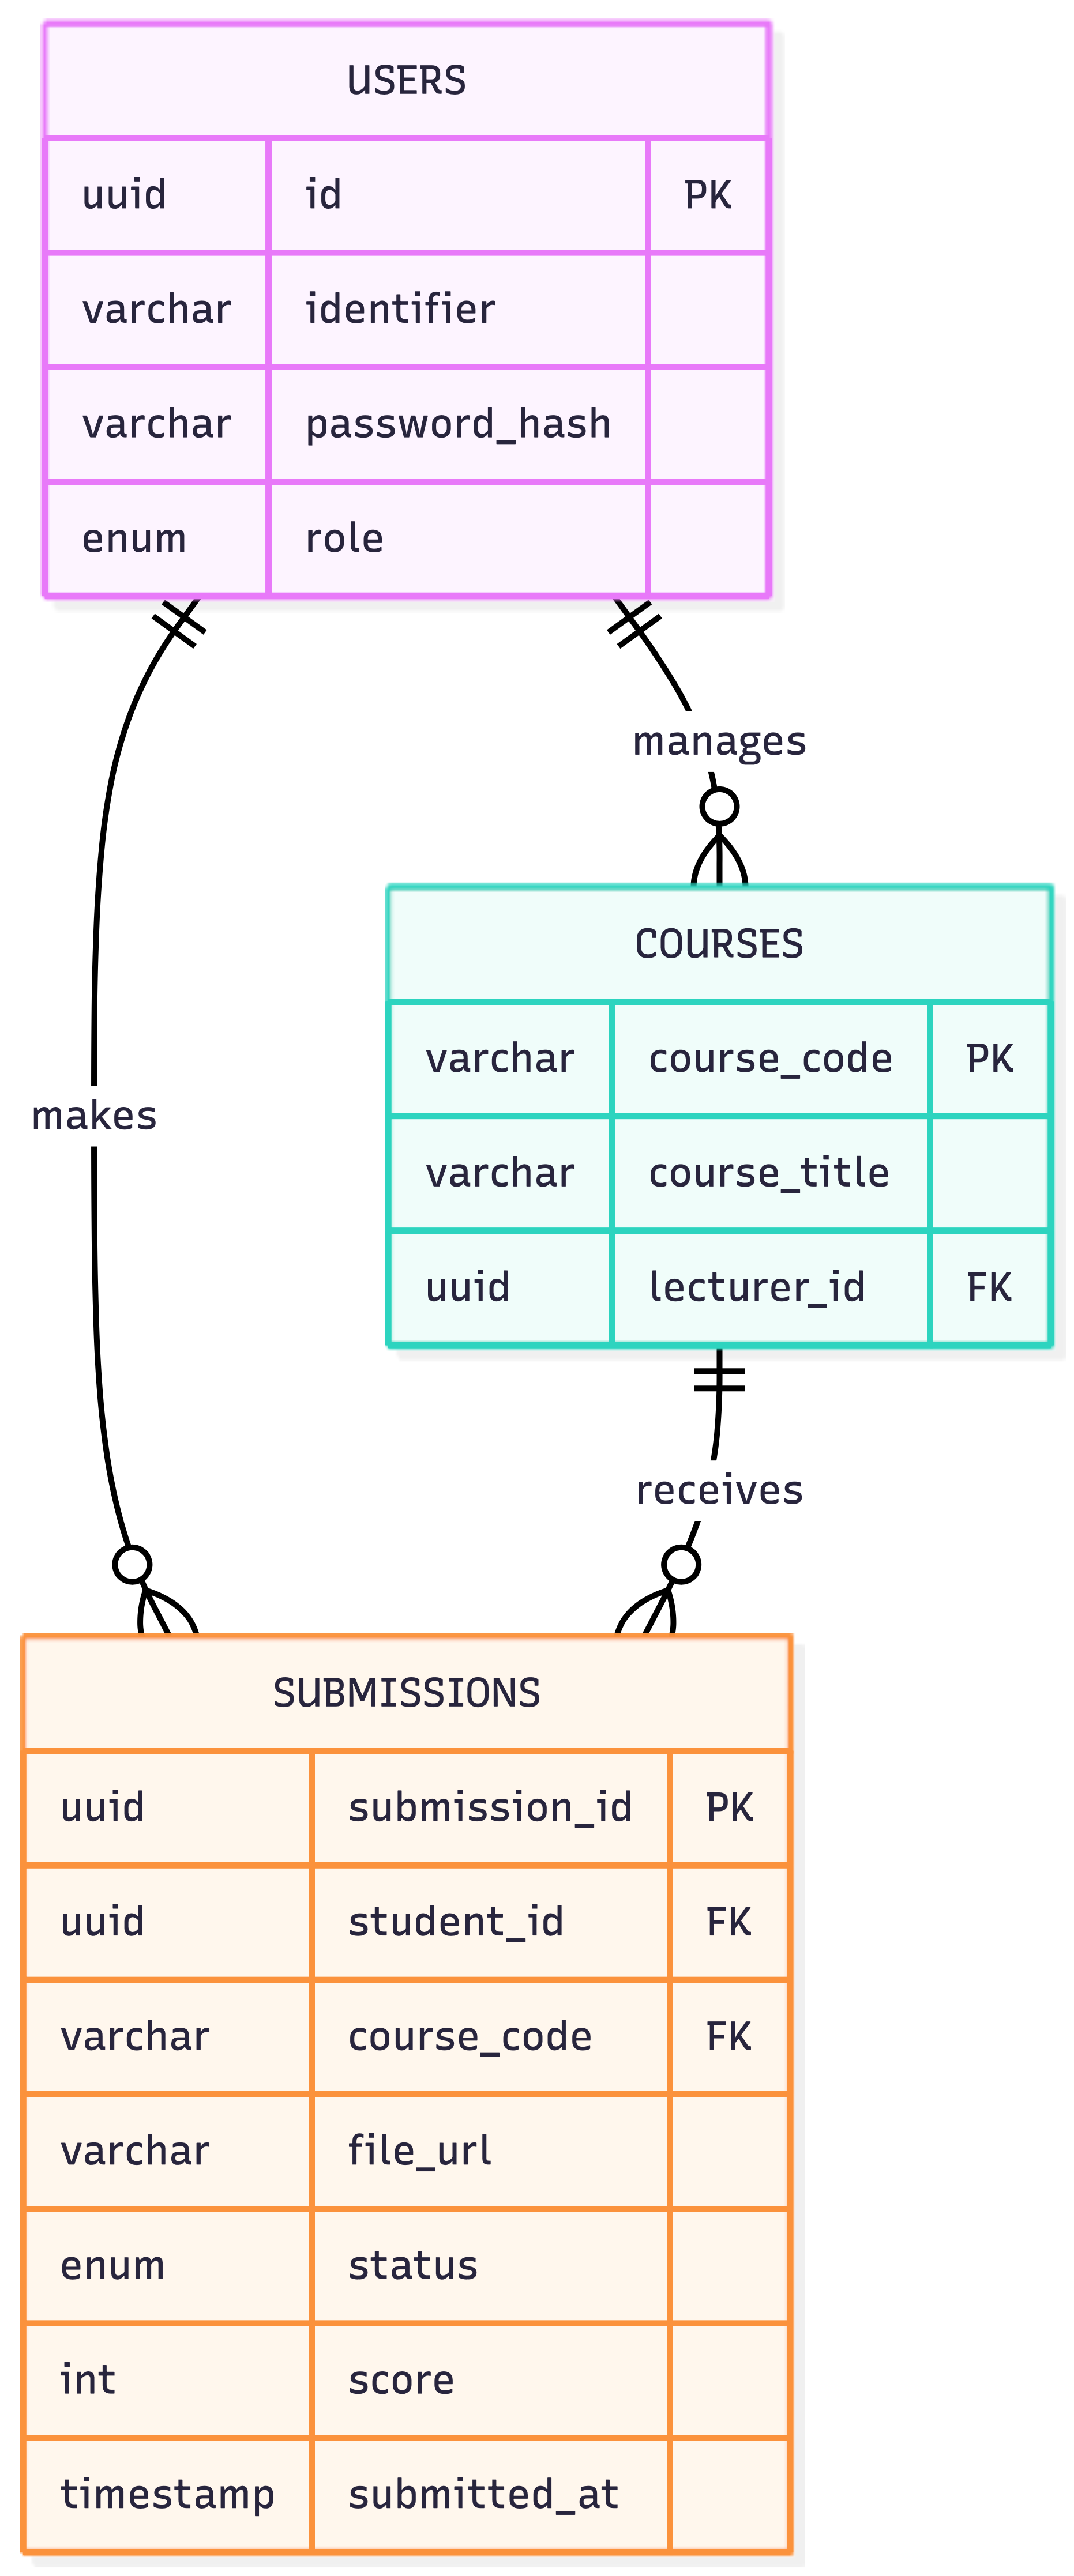 USERS
uuid id PK
varchar identifier
varchar password_hash
enum role
manages
COURSES
varchar course_code PK
varchar course_title
uuid lecturer_id FK
makes
receives
SUBMISSIONS
uuid submission_id PK
uuid student_id FK
varchar course_code FK
varchar file_url
enum status
int score
timestamp submitted_at